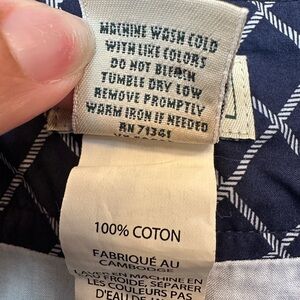 MACHINE WASH COLD
WITH LIKE COLORS
DO NOT BLEACH
TUMBLE DRY LOW
REMOVE PROMPTLY
WARM IRON IF NEEDED
RN 71341
100% COTON
FABRIQUÉ AU
CAMBODGE
LAVER EN MACHINE EN
EAU FROIDE, SÉPARER
LES COULEURS PAS
D'EAU DE